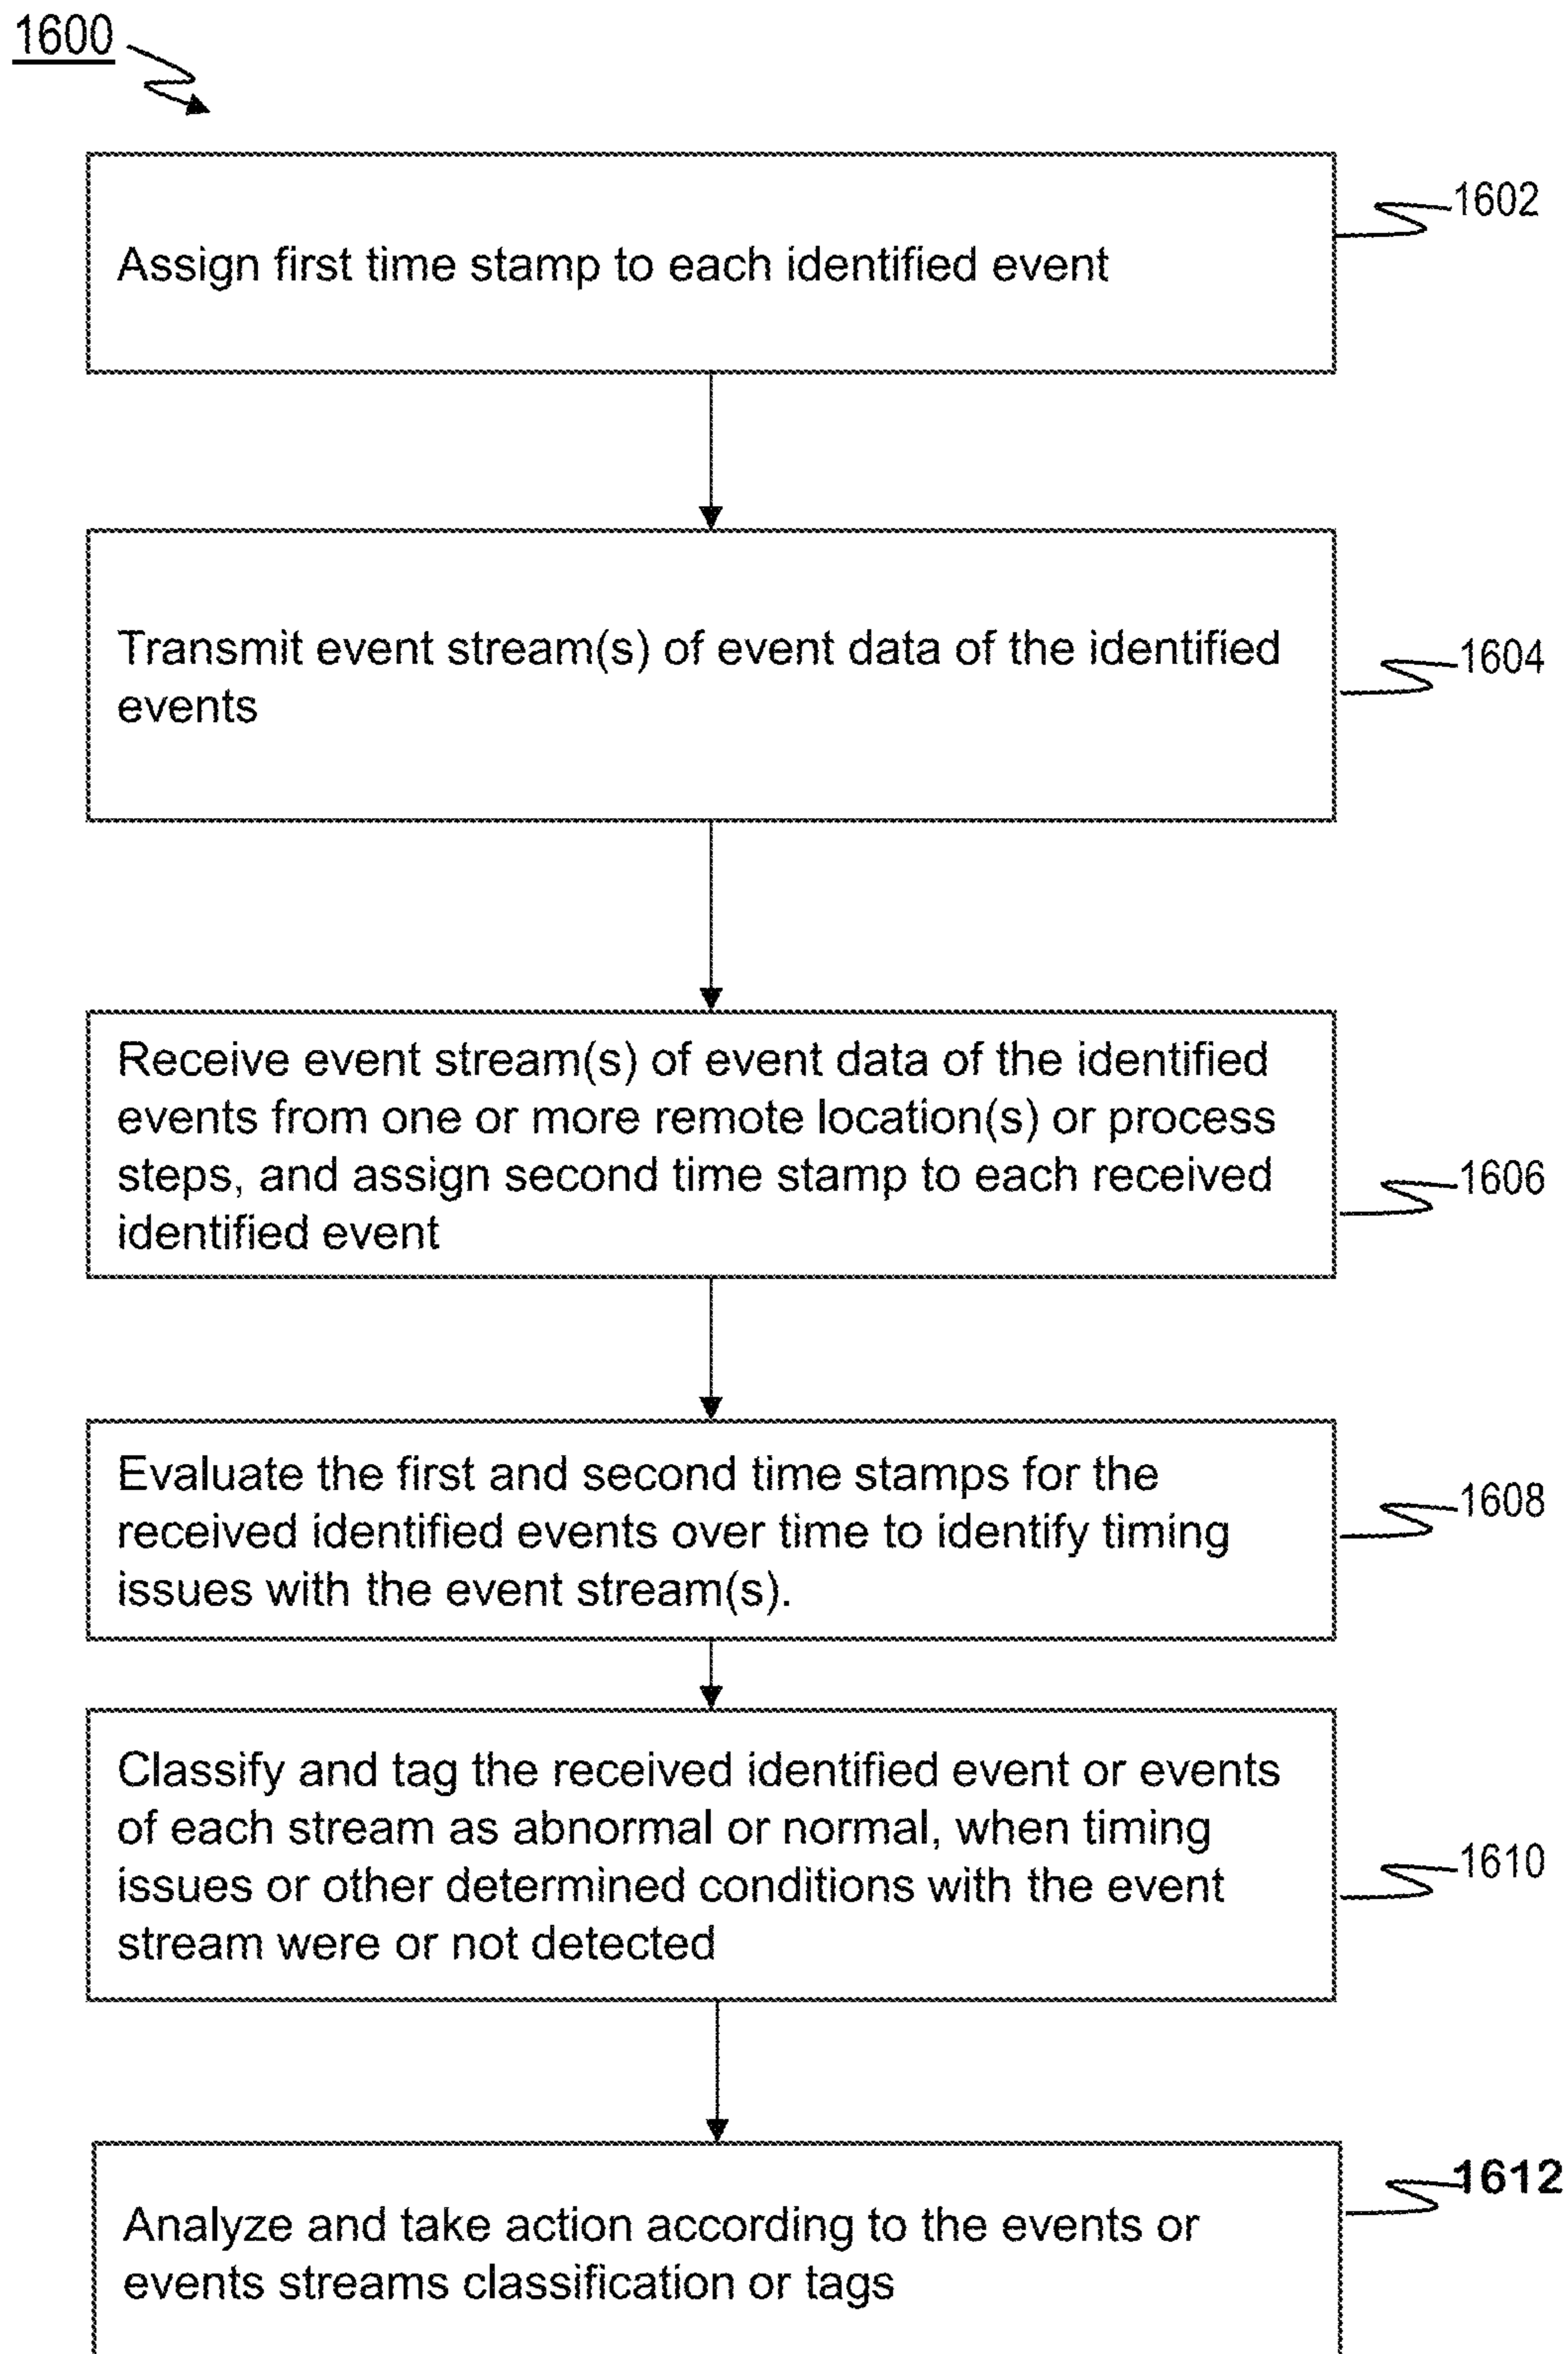 1600
1602
Assign first time stamp to each identified event
Transmit event stream(s) of event data of the identified
events
1604
Receive event stream(s) of event data of the identified
events from one or more remote location(s) or process
steps, and assign second time stamp to each received
identified event
1606
Evaluate the first and second time stamps for the
received identified events over time to identify timing
issues with the event stream(s).
1608
Classify and tag the received identified event or events
of each stream as abnormal or normal, when timing
issues or other determined conditions with the event
stream were or not detected
1610
1612
Analyze and take action according to the events or
events streams classification or tags